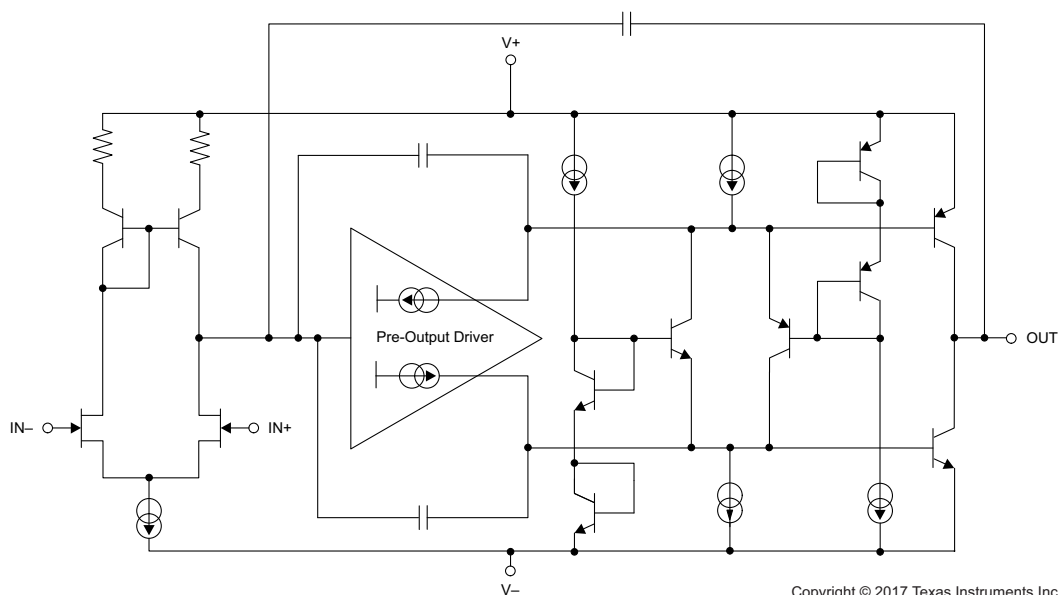 V+
Pre-Output Driver
OUT
IN–
IN+
V–
Copyright © 2017 Texas Instruments Inc